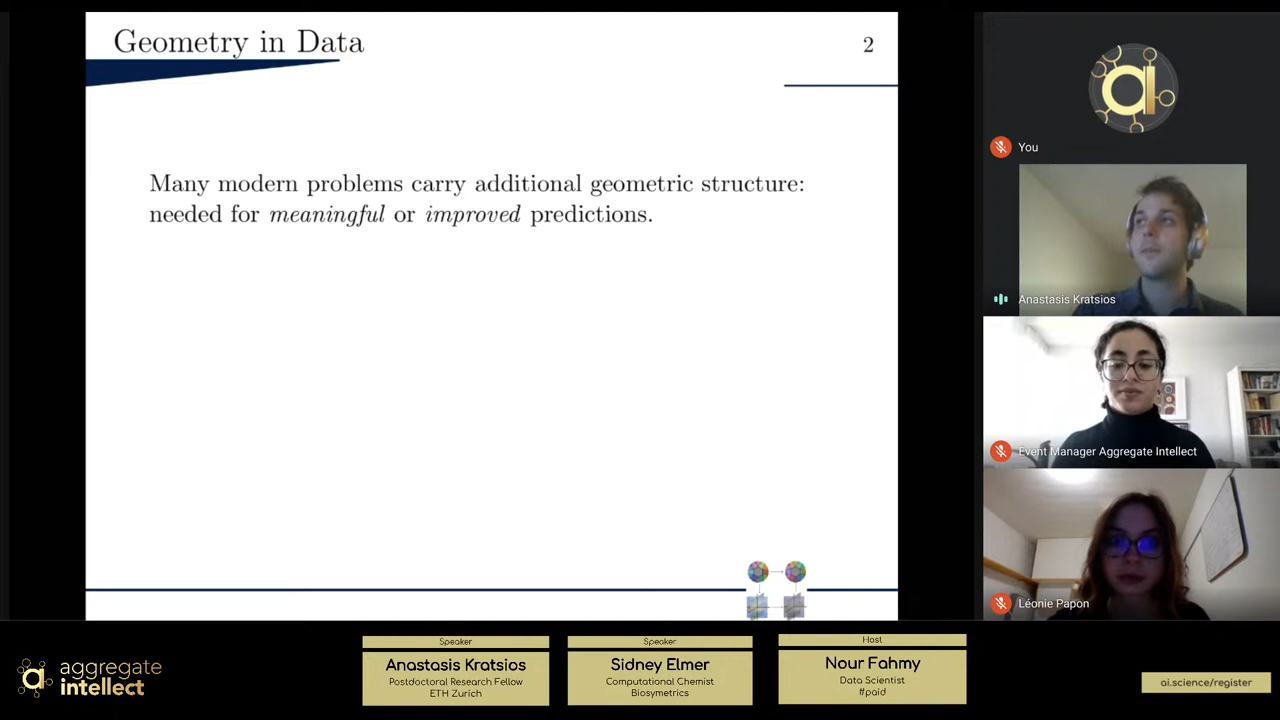 Geometry in Data
2
Many modern problems carry additional geometric structure:
needed for meaningful or improved predictions.
You
Anastasis Kratsios
Event Manager Aggregate Intellect
Léonie Papon
aggregate
intellect
Speaker
Anastasis Kratsios
Postdoctoral Research Fellow
ETH Zurich
Speaker
Sidney Elmer
Computational Chemist
Biosymetrics
Host
Nour Fahmy
Data Scientist
#paid
ai.science/register